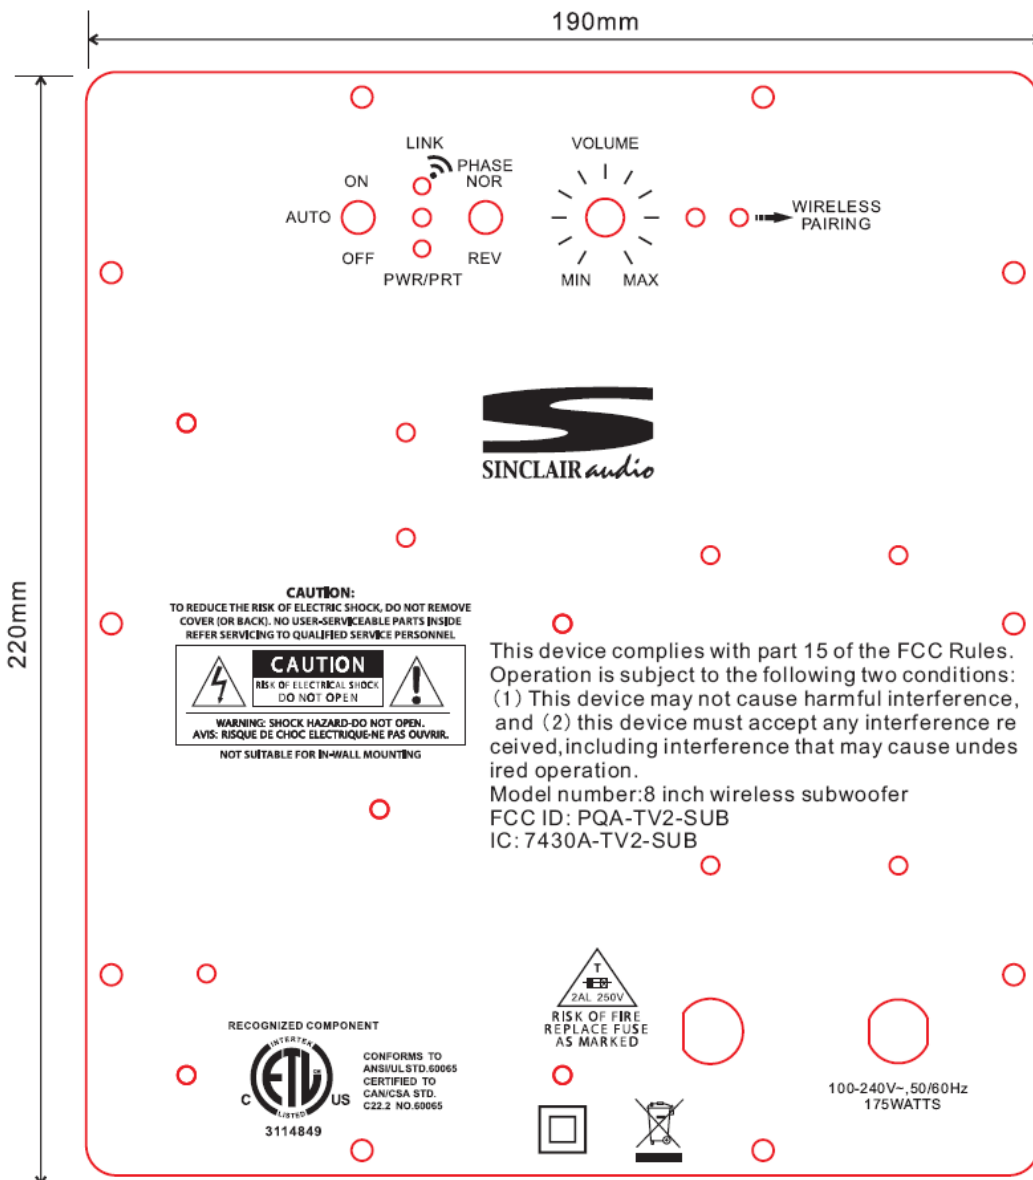 190mm
220mm
LINK
PHASE
NOR
ON
AUTO
OFF
REV
PWR/PRT
VOLUME
MIN
MAX
WIRELESS
PAIRING
SINCLAIR audio
CAUTION:
TO REDUCE THE RISK OF ELECTRIC SHOCK, DO NOT REMOVE
COVER (OR BACK). NO USER-SERVICEABLE PARTS INSIDE
REFER SERVICING TO QUALIFIED SERVICE PERSONNEL
CAUTION
RISK OF ELECTRICAL SHOCK
DO NOT OPEN
WARNING: SHOCK HAZARD-DO NOT OPEN.
AVIS: RISQUE DE CHOC ELECTRIQUE-NE PAS OUVRIR.
NOT SUITABLE FOR IN-WALL MOUNTING
This device complies with part 15 of the FCC Rules.
Operation is subject to the following two conditions:
(1) This device may not cause harmful interference,
and (2) this device must accept any interference re
ceived,including interference that may cause undes
ired operation.
Model number:8 inch wireless subwoofer
FCC ID: PQA-TV2-SUB
IC: 7430A-TV2-SUB
T
2AL 250V
RISK OF FIRE
REPLACE FUSE
AS MARKED
RECOGNIZED COMPONENT
INTERTEK
ETL
CM
LISTED
C
US
3114849
CONFORMS TO
ANSI/UL STD.60065
CERTIFIED TO
CAN/CSA STD.
C22.2 NO.60065
100-240V~,50/60Hz
175WATTS